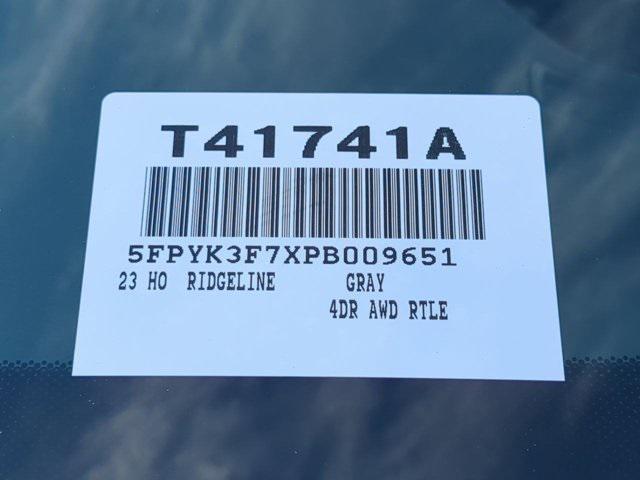 T41741A
5FPYK3F7XPB009651
23 HO RIDGELINE GRAY
4DR AWD RTLE